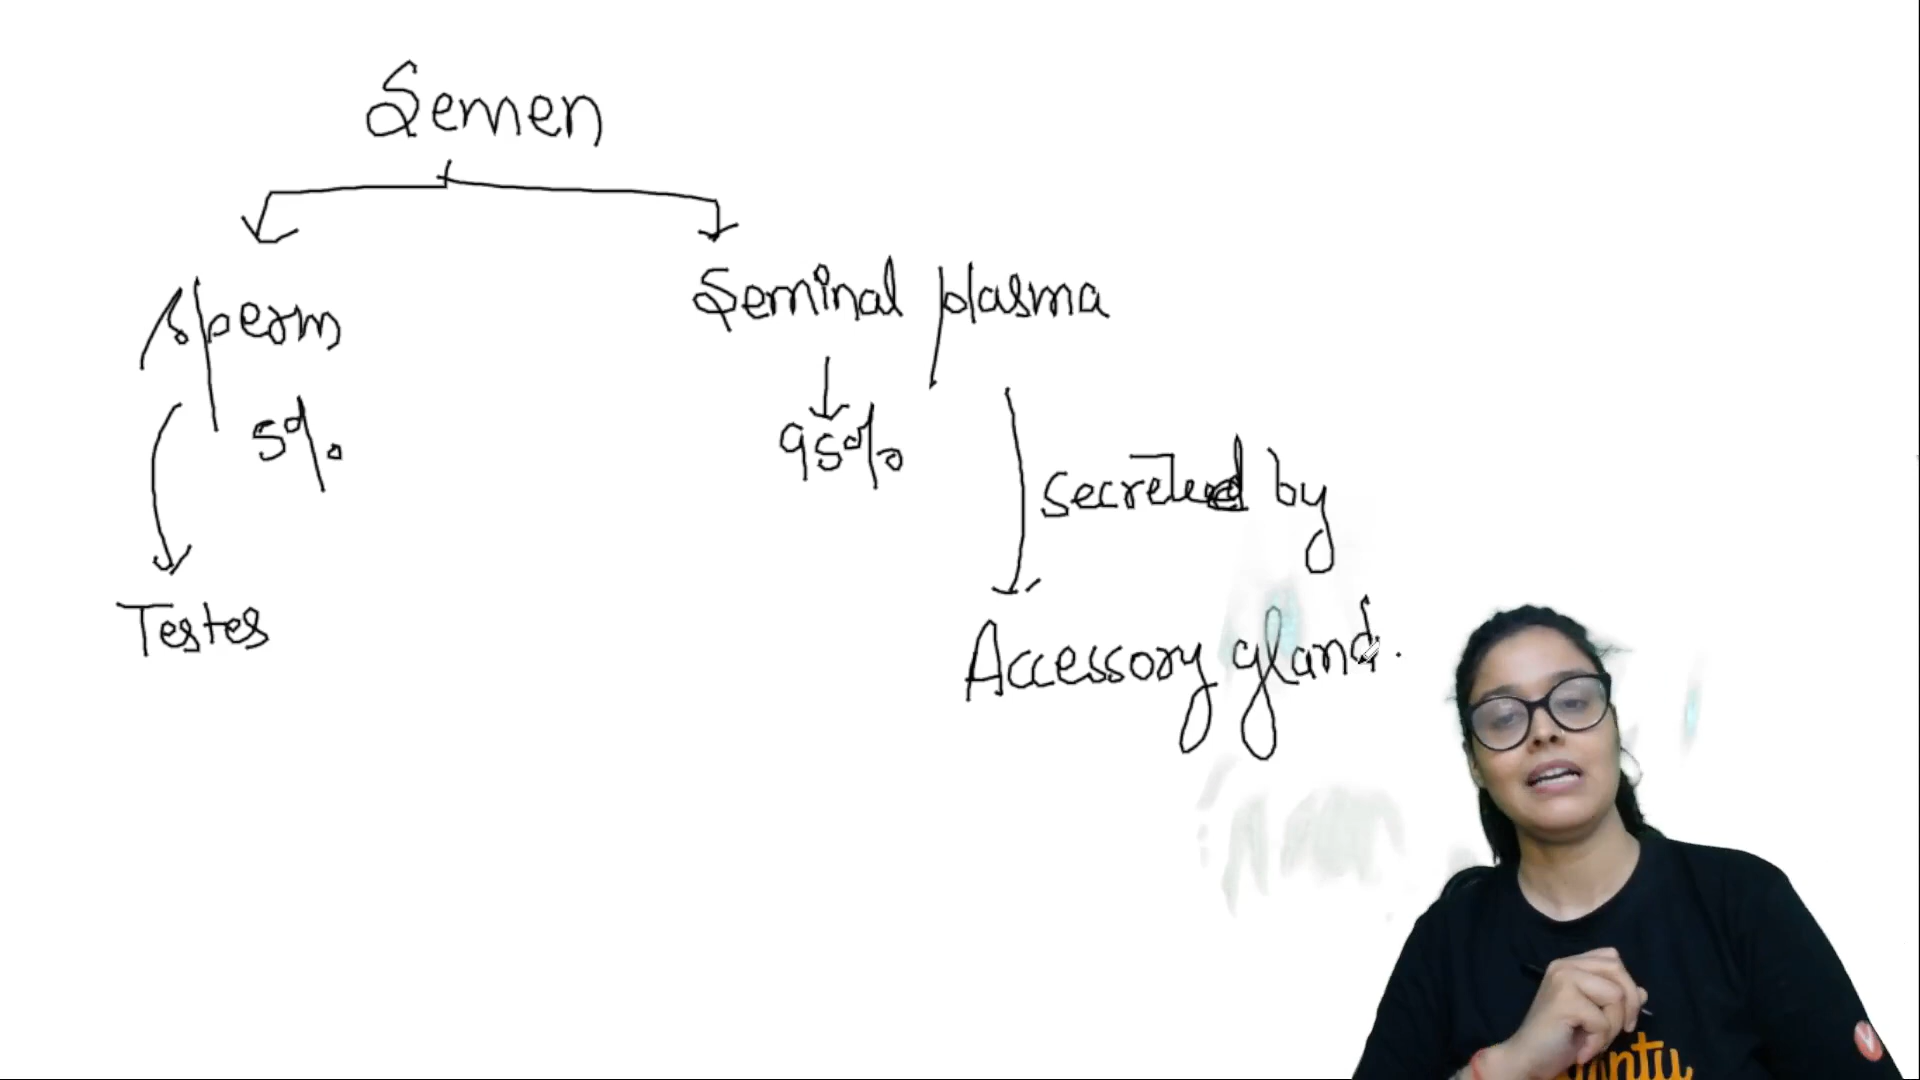 Semen
Sperm
Seminal plasma
5%
95%
secreted by
Testes
Accessory gland.